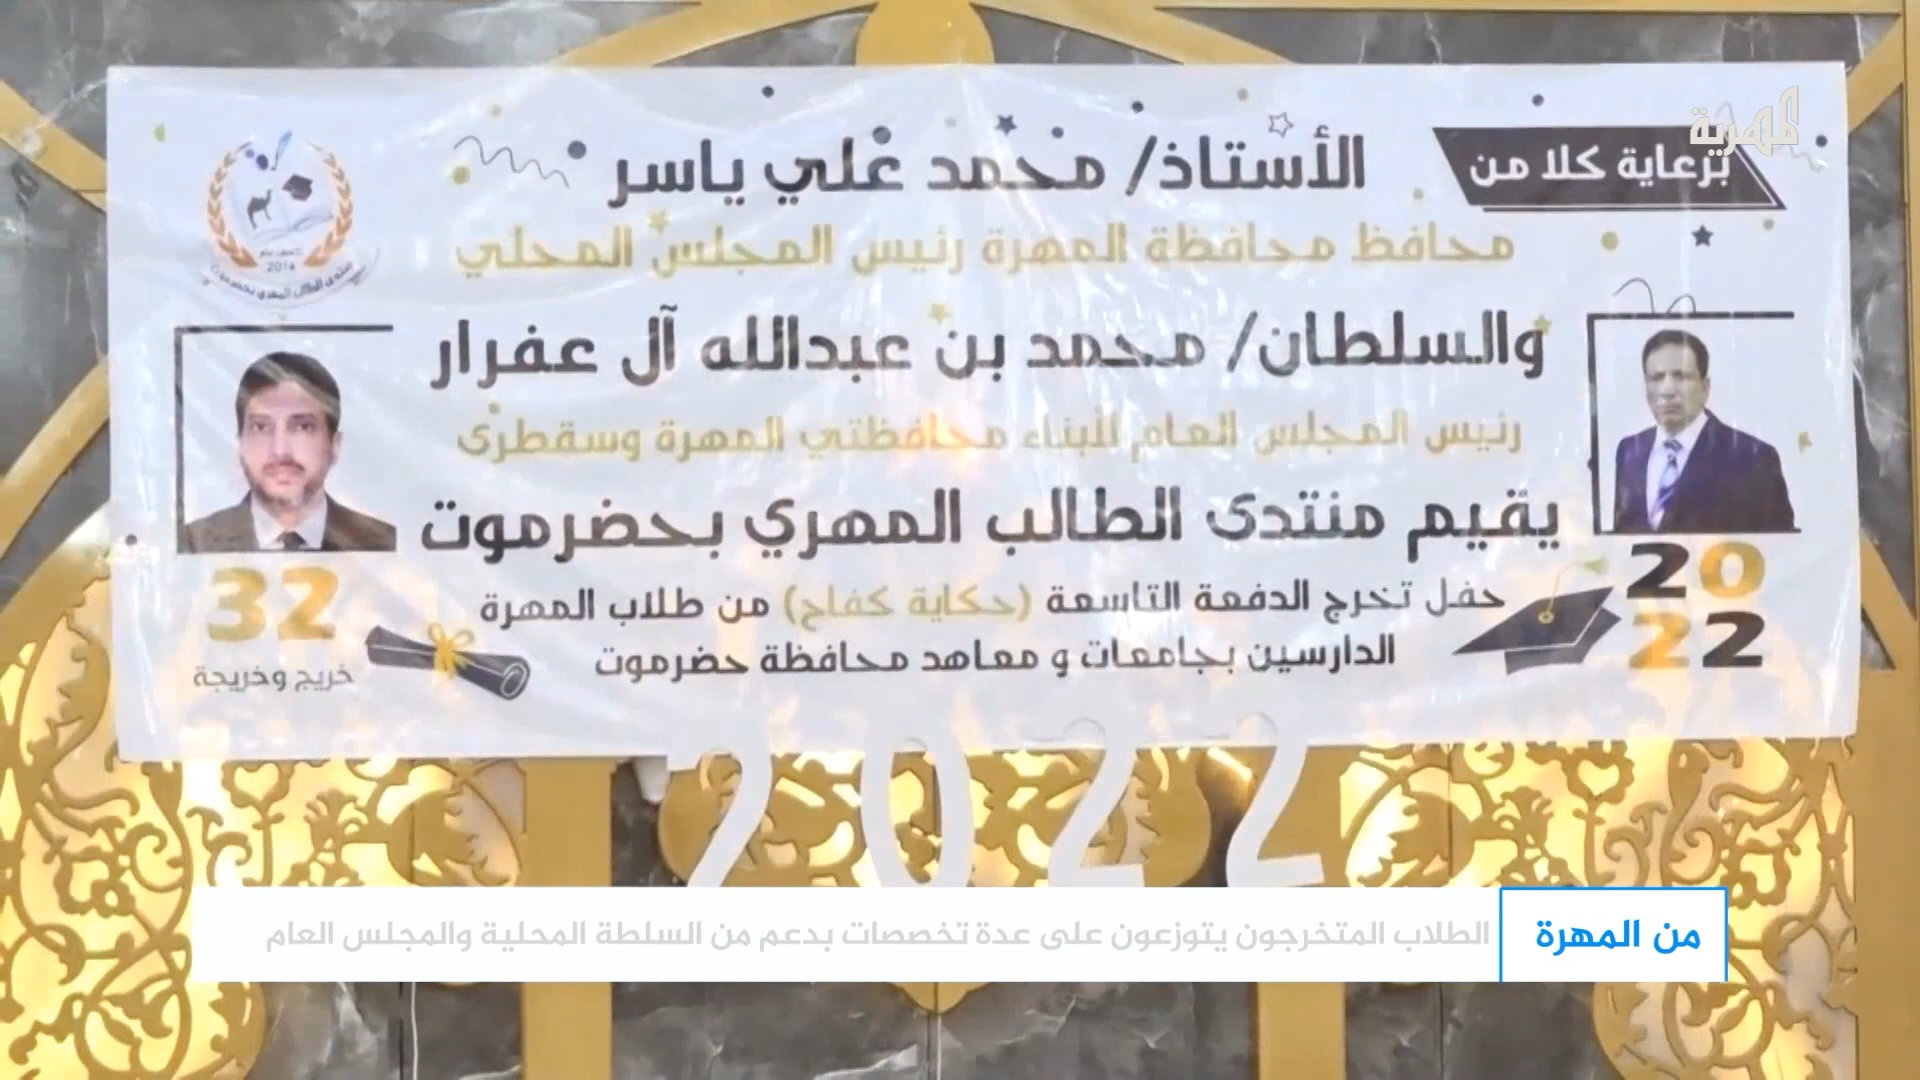 المهرية
برعاية كلا من
الأستاذ/ محمد علي ياسر
محافظ محافظة المهرة رئيس المجلس المحلي
والسلطان/ محمد بن عبدالله آل عفرار
رئيس المجلس العام لأبناء محافظتي المهرة وسقطرى
يقيم منتدى الطالب المهري بحضرموت
حفل تخرج الدفعة التاسعة (حكاية كفاح) من طلاب المهرة
الدارسين بجامعات و معاهد محافظة حضرموت
20
22
32
خريج وخريجة
2014
منتدى الطالب المهري بحضرموت
2022
من المهرة
الطلاب المتخرجون يتوزعون على عدة تخصصات بدعم من السلطة المحلية والمجلس العام